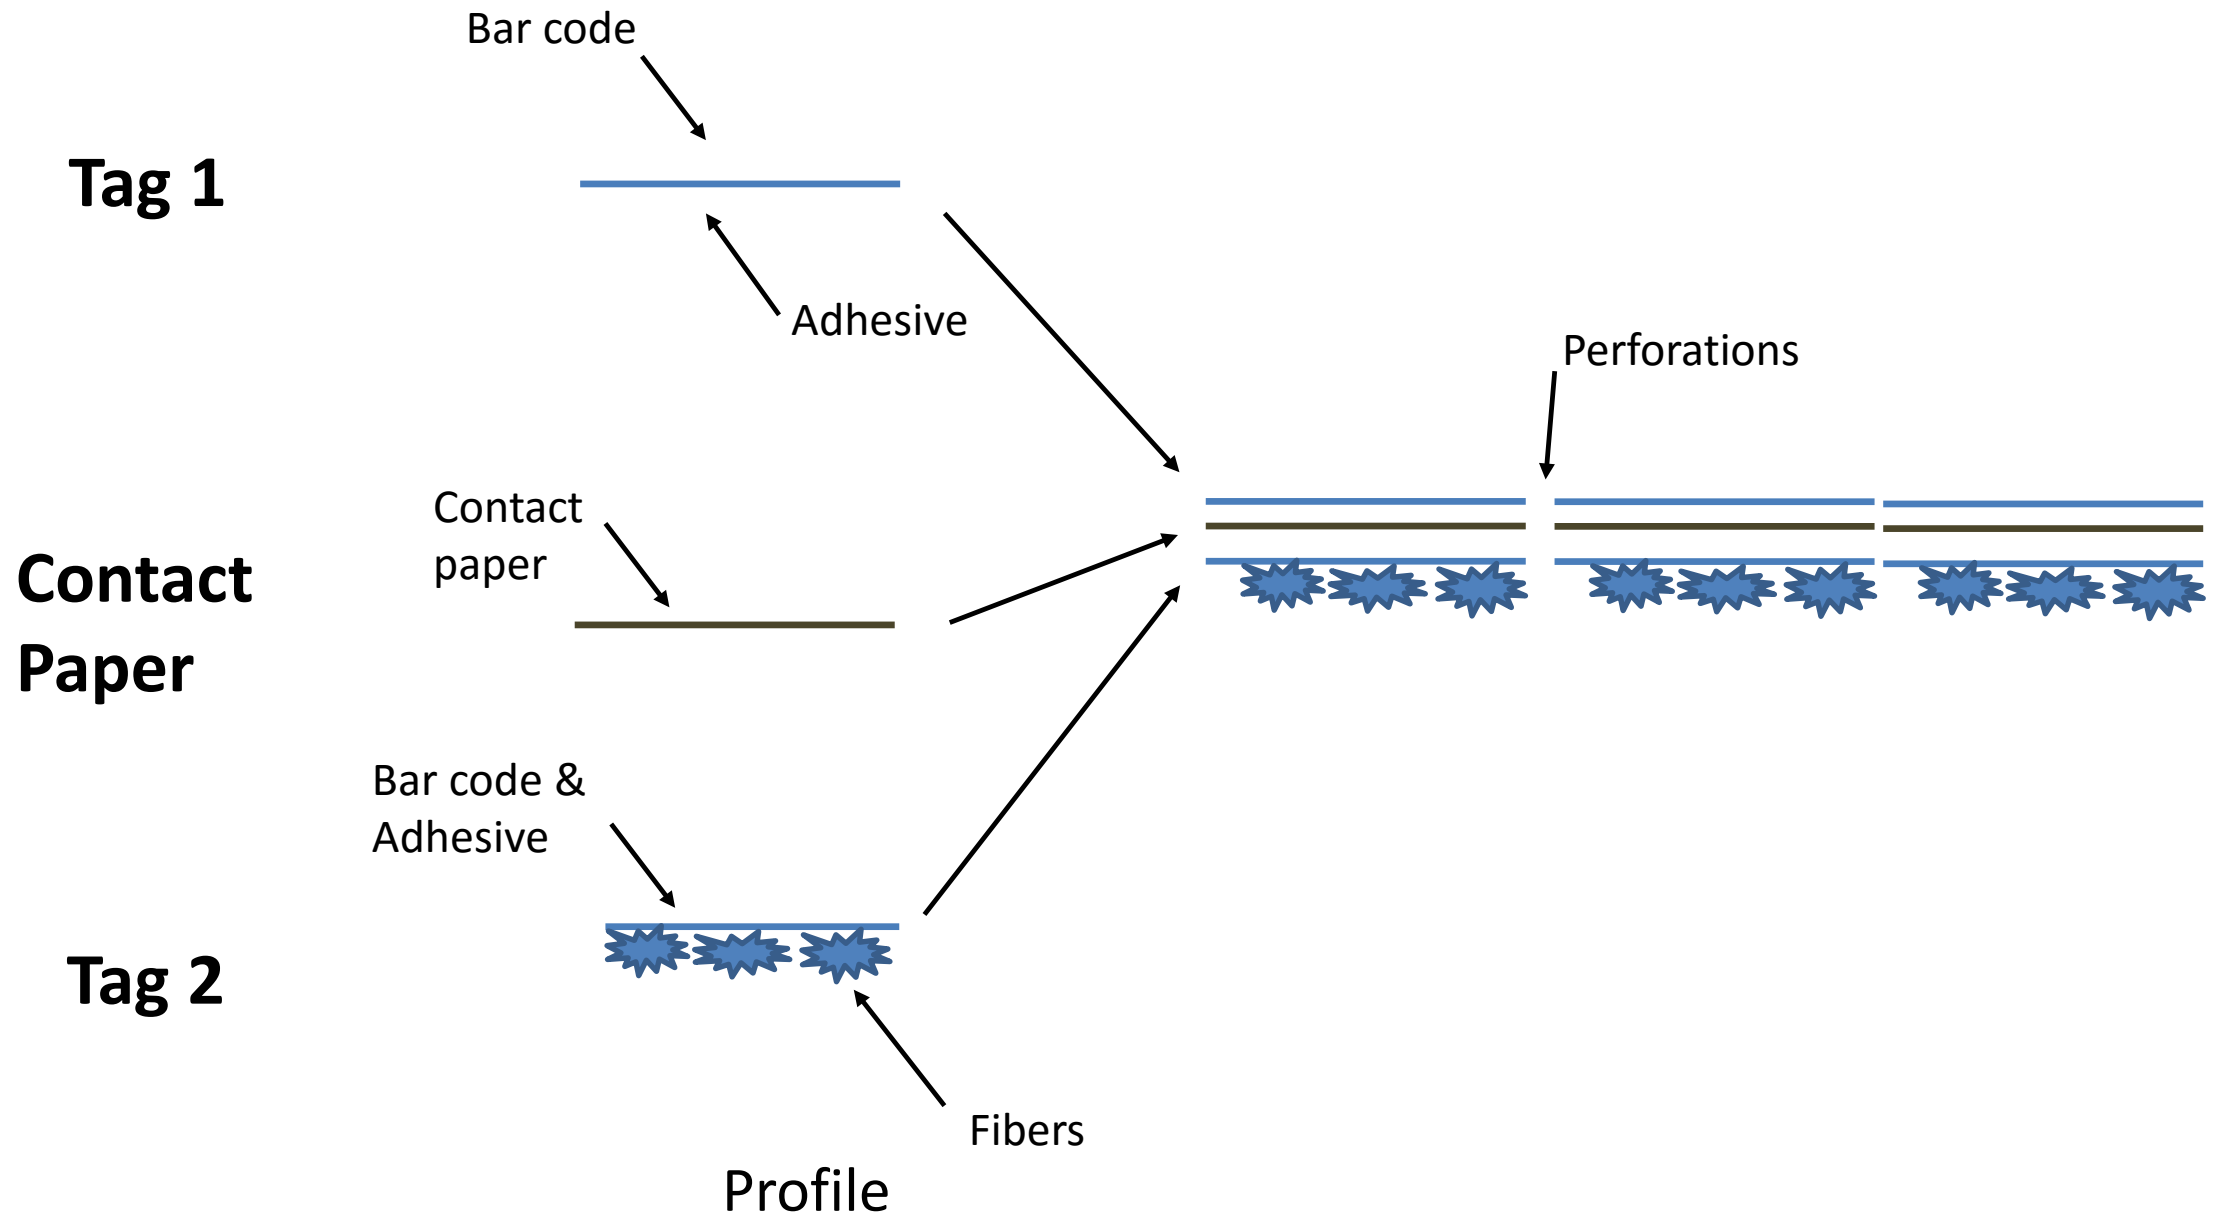 Bar code
Tag 1
Adhesive
Perforations
Contact
paper
Contact
Paper
Bar code &
Adhesive
Tag 2
Fibers
Profile